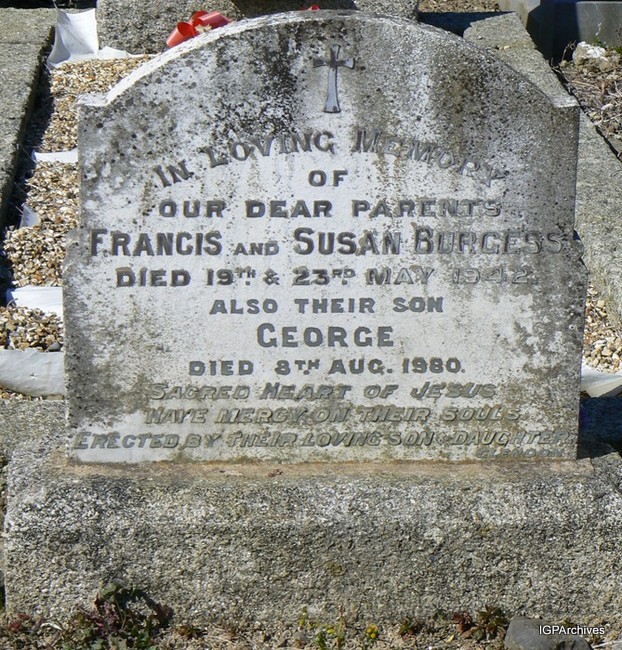 IN LOVING MEMORY
OF
OUR DEAR PARENTS
FRANCIS AND SUSAN BURGESS
DIED 19TH & 23RD MAY 1942.
ALSO THEIR SON
GEORGE
DIED 8TH AUG. 1980.
SACRED HEART OF JESUS
HAVE MERCY ON THEIR SOULS
ERECTED BY THEIR LOVING SON & DAUGHTER
IGPArchives